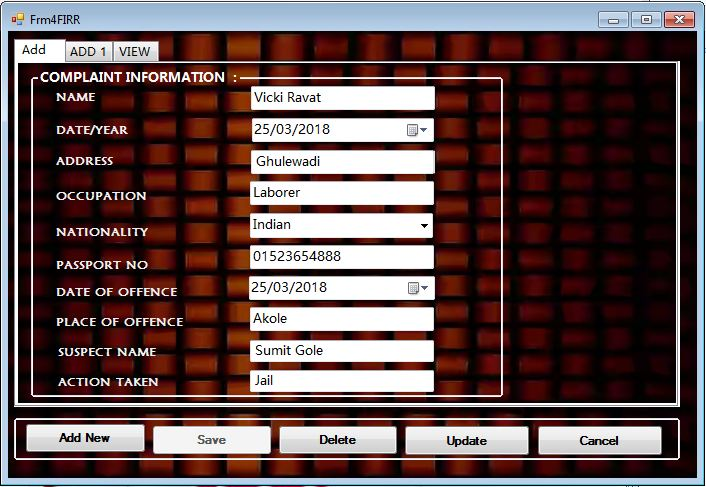 Frm4FIRR
Add ADD 1 VIEW
COMPLAINT INFORMATION :
NAME Vicki Ravat
DATE/YEAR 25/03/2018
ADDRESS Ghulewadi
OCCUPATION Laborer
NATIONALITY Indian
PASSPORT NO 01523654888
DATE OF OFFENCE 25/03/2018
PLACE OF OFFENCE Akole
SUSPECT NAME Sumit Gole
ACTION TAKEN Jail
Add New Save Delete Update Cancel